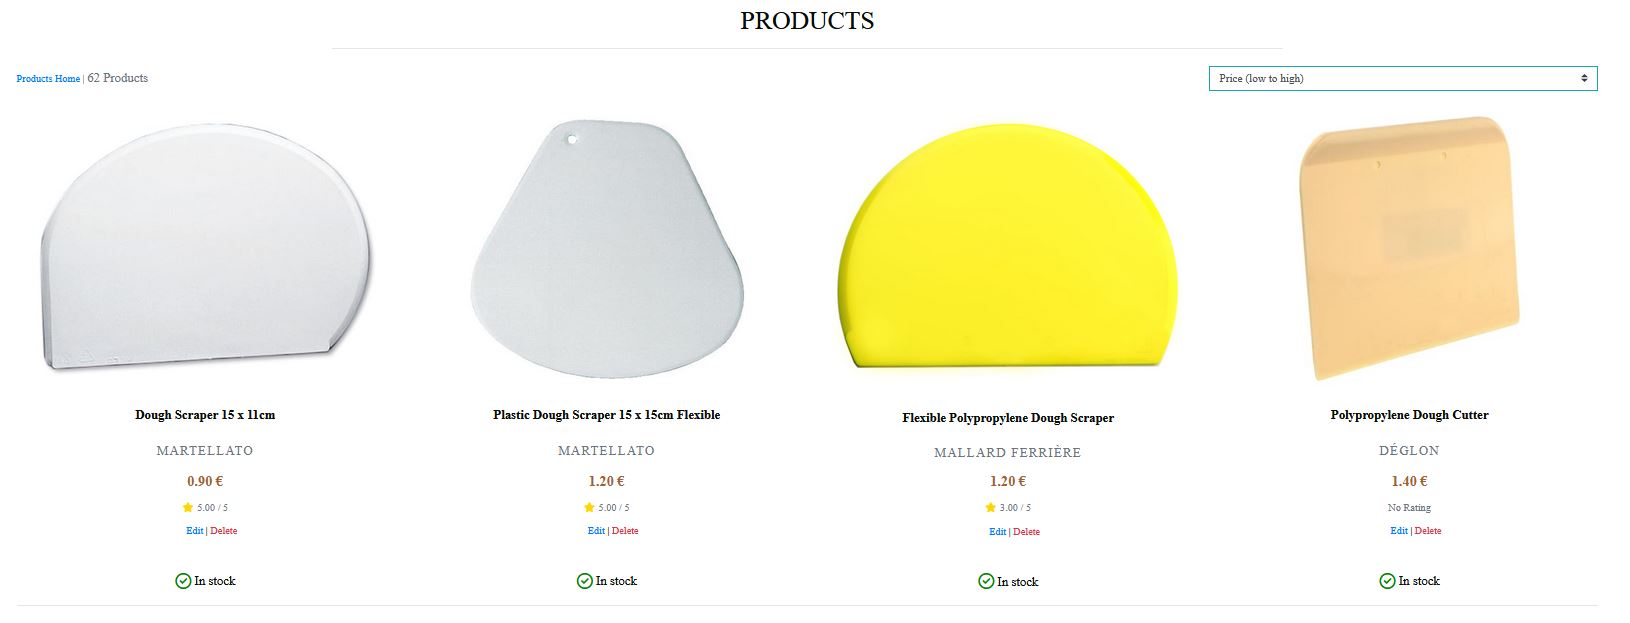 PRODUCTS
Products Home | 62 Products
Price (low to high)
Dough Scraper 15 x 11cm
MARTELLATO
0.90 €
5.00 / 5
Edit | Delete
In stock
Plastic Dough Scraper 15 x 15cm Flexible
MARTELLATO
1.20 €
5.00 / 5
Edit | Delete
In stock
Flexible Polypropylene Dough Scraper
MALLARD FERRIÈRE
1.20 €
3.00 / 5
Edit | Delete
In stock
Polypropylene Dough Cutter
DÉGLON
1.40 €
No Rating
Edit | Delete
In stock